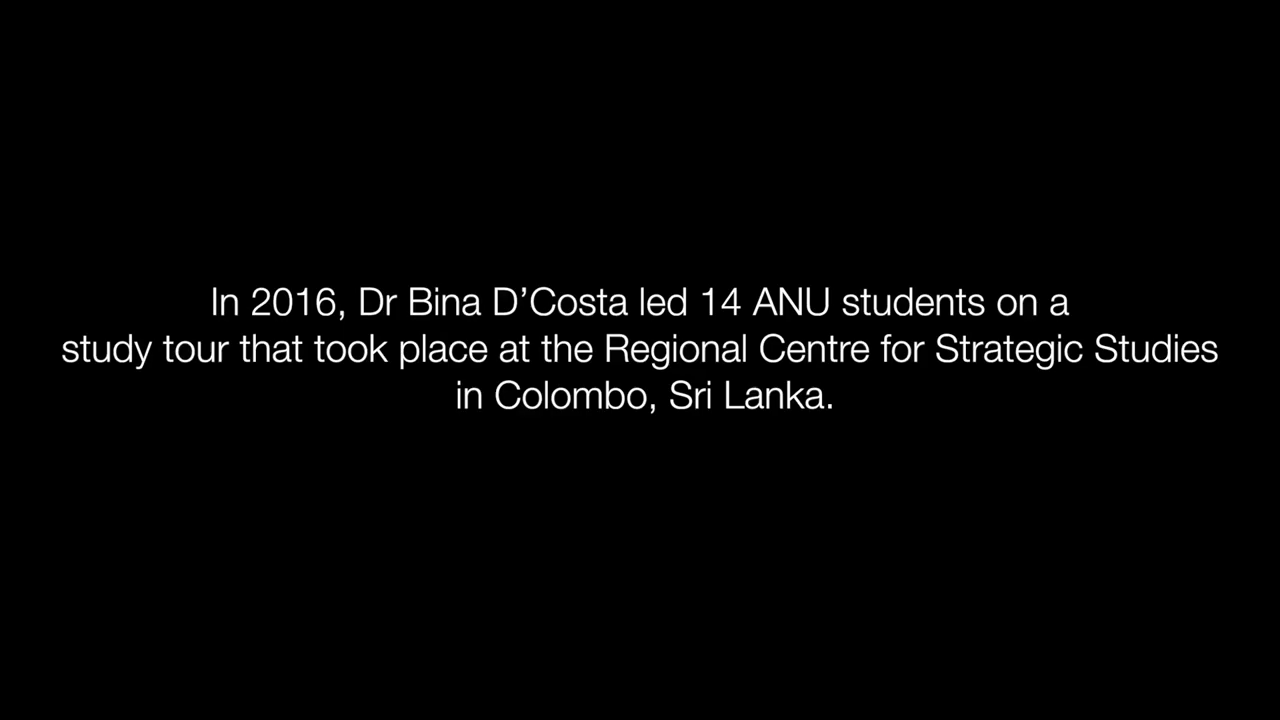 In 2016, Dr Bina D’Costa led 14 ANU students on a
study tour that took place at the Regional Centre for Strategic Studies
in Colombo, Sri Lanka.